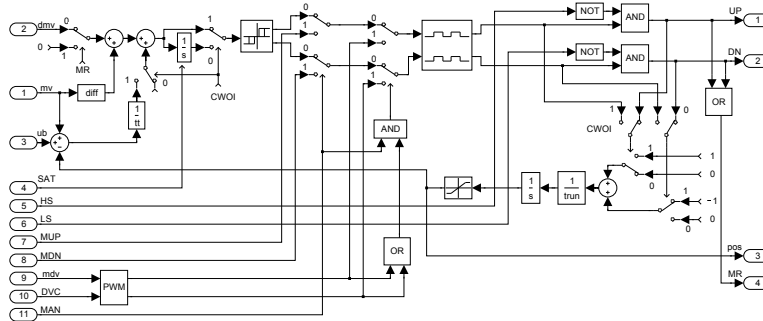 2 dmv 0
0 1
MR
1 mv
diff
3 ub
+
+
−
1
tt
1
0
1
s
1
0
CWOI
4 SAT
5 HS
6 LS
7 MUP
8 MDN
9 mdv
10 DVC
11 MAN
PWM
0
1
0
1
0
1
0
1
AND
OR
NOT
AND
NOT
AND
UP
1
DN
2
OR
CWOI
1
0
1
0
1
0
1
−1
0
0
+
+
1
trun
1
s
pos
3
MR
4